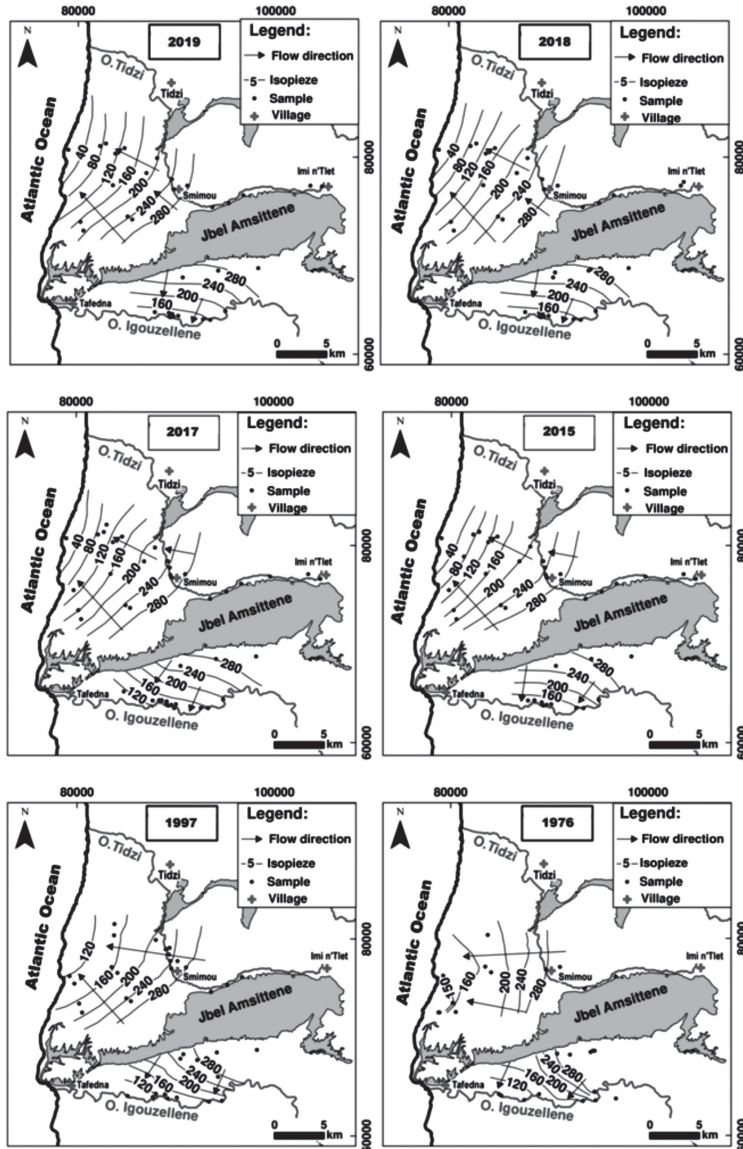 80000 100000
2019
Legend:
Flow direction
-5- Isopieze
Sample
Village
N
O.Tidzi
Tidzi
Atlantic Ocean
40
80
120
160
200
240
280
80000
Imi n'Tlet
Smimou
Jbel Amsittene
280
240
200
160
Tafedna
O. Igouzellene
0 5
km
60000
80000 100000
2018
Legend:
Flow direction
5 Isopieze
Sample
Village
N
O.Tidzi
Tidzi
Atlantic Ocean
40
80
120
160
200
240
280
80000
Imi n'Tlet
Smimou
Jbel Amsittene
280
240
200
160
Tafedna
O. Igouzellene
0 5
km
60000
80000 100000
2017
Legend:
Flow direction
-5- Isopieze
Sample
Village
N
O.Tidzi
Tidzi
Atlantic Ocean
40
80
120
160
200
240
280
80000
Imi n'Tlet
Smimou
Jbel Amsittene
280
240
200
160
120
Tafedna
O. Igouzellene
0 5
km
60000
80000 100000
2015
Legend:
Flow direction
-5- Isopieze
Sample
Village
N
O.Tidzi
Tidzi
Atlantic Ocean
40
80
120
160
200
240
280
80000
Imi n'Tlet
Smimou
Jbel Amsittene
280
240
200
160
Tafedna
O. Igouzellene
0 5
km
60000
80000 100000
1997
Legend:
Flow direction
-5- Isopieze
Sample
Village
N
O.Tidzi
Tidzi
Atlantic Ocean
120
160
200
240
280
80000
Imi n'Tlet
Smimou
Jbel Amsittene
280
240
200
160
120
Tafedna
O. Igouzellene
0 5
km
60000
80000 100000
1976
Legend:
Flow direction
-5- Isopieze
Sample
Village
N
O.Tidzi
Tidzi
Atlantic Ocean
150
160
200
240
280
80000
Imi n'Tlet
Smimou
Jbel Amsittene
280
240
200
160
120
Tafedna
O. Igouzellene
0 5
km
60000